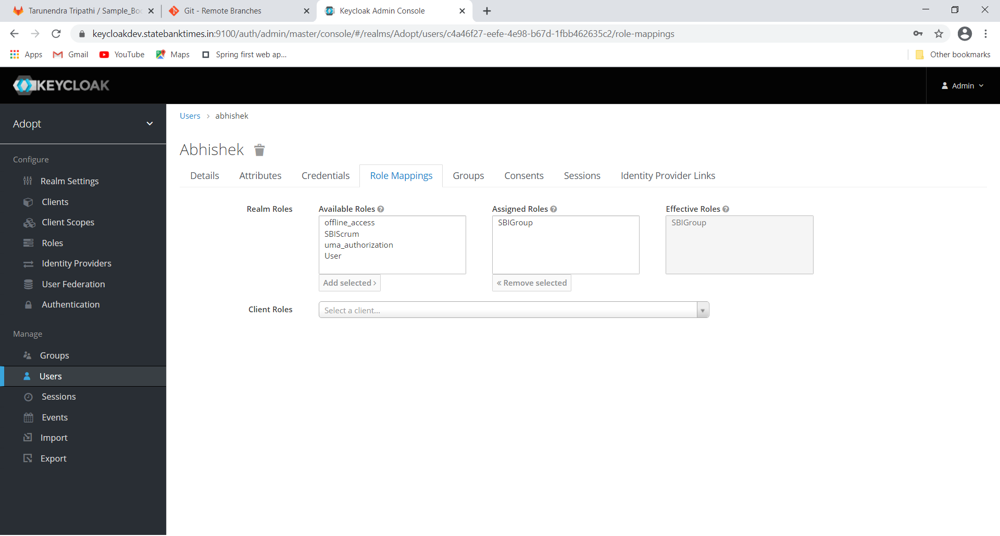 Tarunendra Tripathi / Sample_Boo
Git - Remote Branches
Keycloak Admin Console
keycloakdev.statebanktimes.in:9100/auth/admin/master/console/#/realms/Adopt/users/c4a46f27-eefe-4e98-b67d-1fbb462635c2/role-mappings
Apps
Gmail
YouTube
Maps
Spring first web ap...
Other bookmarks
KEYCLOAK
Admin
Adopt
Configure
Realm Settings
Clients
Client Scopes
Roles
Identity Providers
User Federation
Authentication
Manage
Groups
Users
Sessions
Events
Import
Export
Users > abhishek
Abhishek
Details
Attributes
Credentials
Role Mappings
Groups
Consents
Sessions
Identity Provider Links
Realm Roles
Available Roles
offline_access
SBIScrum
uma_authorization
User
Add selected >
Assigned Roles
SBIGroup
« Remove selected
Effective Roles
SBIGroup
Client Roles
Select a client...